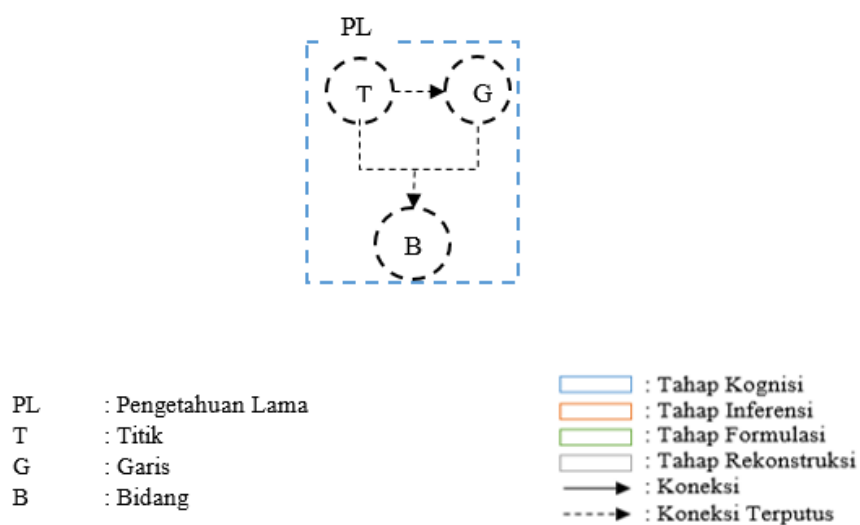 PL
T G
B
PL : Pengetahuan Lama
T : Titik
G : Garis
B : Bidang
: Tahap Kognisi
: Tahap Inferensi
: Tahap Formulasi
: Tahap Rekonstruksi
: Koneksi
: Koneksi Terputus